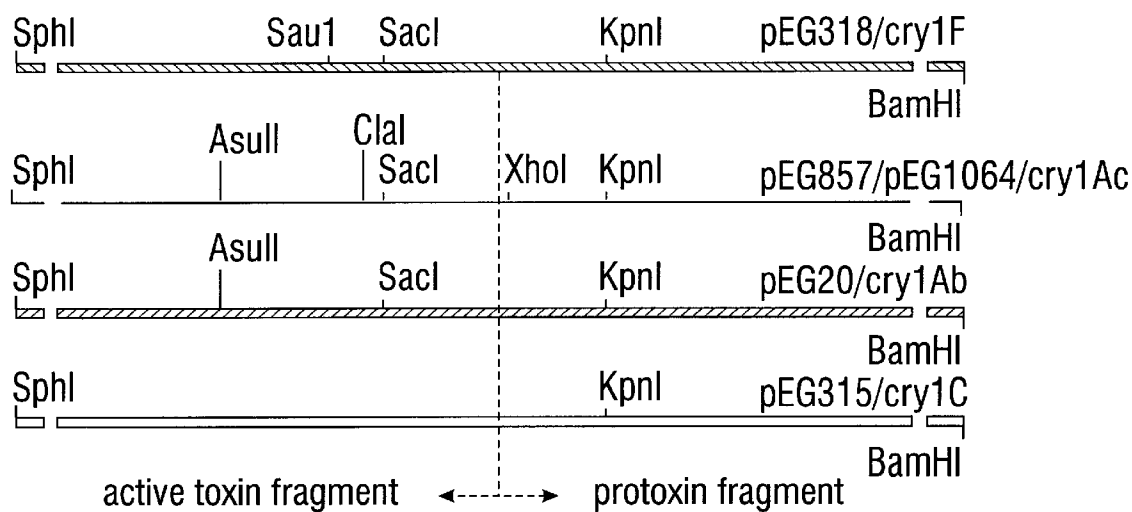 SphI Sau1 SacI KpnI pEG318/cry1F
BamHI
AsuII ClaI
SphI SacI XhoI KpnI pEG857/pEG1064/cry1Ac
BamHI
AsuII
SphI SacI KpnI pEG20/cry1Ab
BamHI
SphI KpnI pEG315/cry1C
BamHI
active toxin fragment protoxin fragment